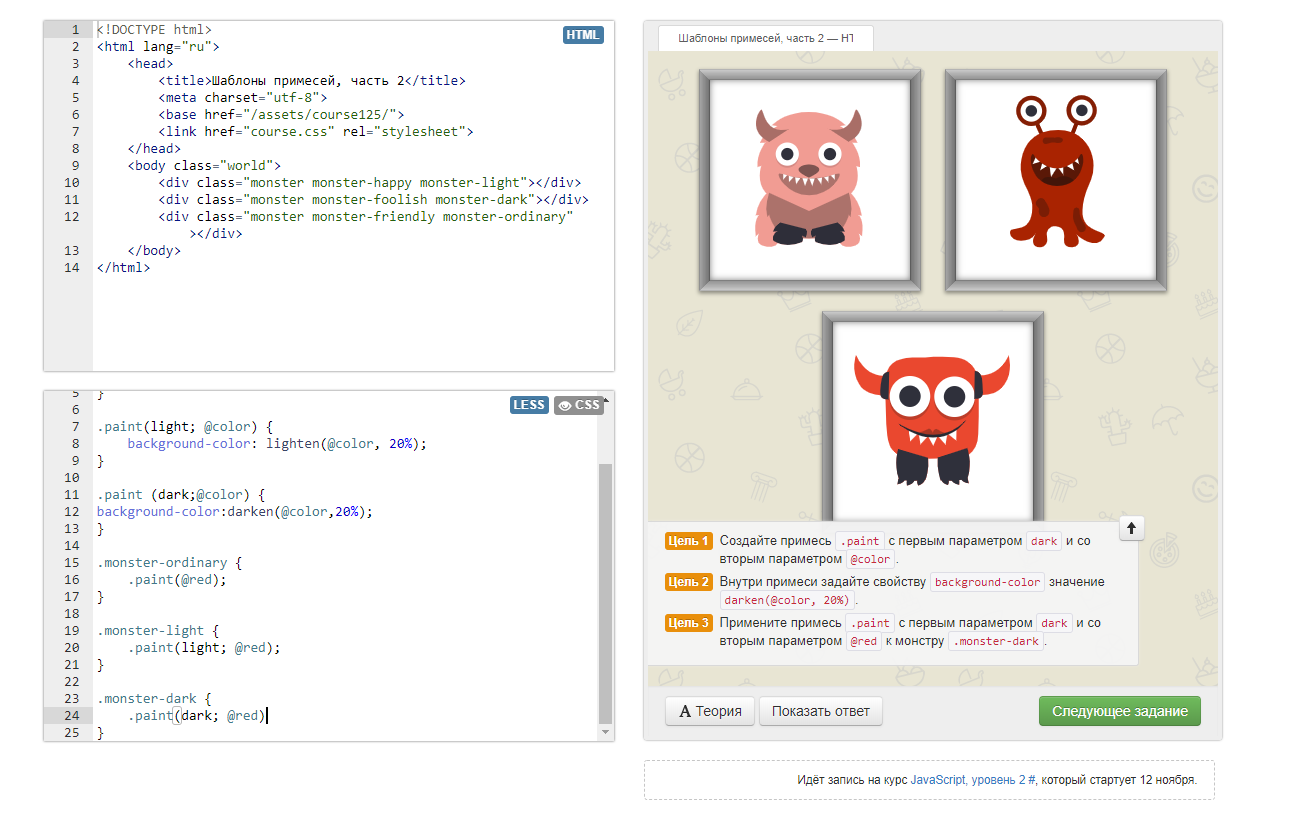 1 <!DOCTYPE html>
HTML
2 <html lang="ru">
3 <head>
4 <title>Шаблоны примесей, часть 2</title>
5 <meta charset="utf-8">
6 <base href="/assets/course125/">
7 <link href="course.css" rel="stylesheet">
8 </head>
9 <body class="world">
10 <div class="monster monster-happy monster-light"></div>
11 <div class="monster monster-foolish monster-dark"></div>
12 <div class="monster monster-friendly monster-ordinary"
></div>
13 </body>
14 </html>
5 }
LESS CSS
6
7 .paint(light; @color) {
8 background-color: lighten(@color, 20%);
9 }
10
11 .paint (dark;@color) {
12 background-color:darken(@color,20%);
13 }
14
15 .monster-ordinary {
16 .paint(@red);
17 }
18
19 .monster-light {
20 .paint(light; @red);
21 }
22
23 .monster-dark {
24 .paint(dark; @red)
25 }
Шаблоны примесей, часть 2 — HT
Цель 1 Создайте примесь .paint с первым параметром dark и со
вторым параметром @color .
Цель 2 Внутри примеси задайте свойству background-color значение
darken(@color, 20%) .
Цель 3 Примените примесь .paint с первым параметром dark и со
вторым параметром @red к монстру .monster-dark .
A Теория Показать ответ Следующее задание
Идёт запись на курс JavaScript, уровень 2 #, который стартует 12 ноября.